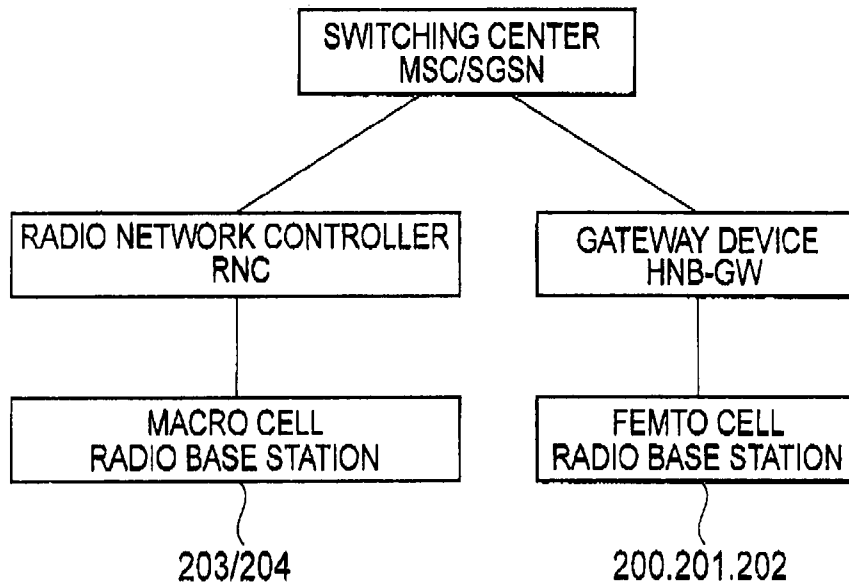 SWITCHING CENTER
MSC/SGSN
RADIO NETWORK CONTROLLER
RNC
GATEWAY DEVICE
HNB-GW
MACRO CELL
RADIO BASE STATION
FEMTO CELL
RADIO BASE STATION
203/204
200.201.202